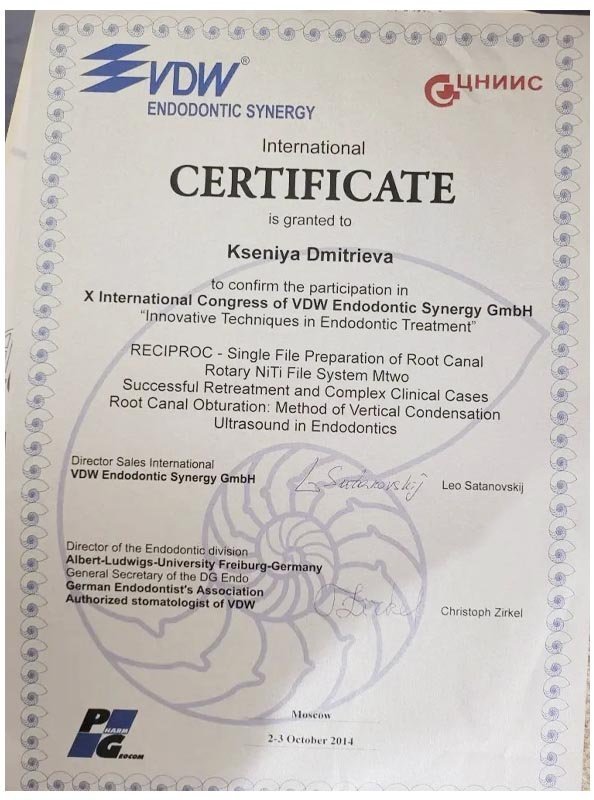 VDW®
ENDODONTIC SYNERGY
ЦНИИС
International
CERTIFICATE
is granted to
Kseniya Dmitrieva
to confirm the participation in
X International Congress of VDW Endodontic Synergy GmbH
“Innovative Techniques in Endodontic Treatment”
RECIPROC - Single File Preparation of Root Canal
Rotary NiTi File System Mtwo
Successful Retreatment and Complex Clinical Cases
Root Canal Obturation: Method of Vertical Condensation
Ultrasound in Endodontics
Director Sales International
VDW Endodontic Synergy GmbH
L Satanovskij
Leo Satanovskij
Director of the Endodontic division
Albert-Ludwigs-University Freiburg-Germany
General Secretary of the DG Endo
German Endodontist's Association
Authorized stomatologist of VDW
Zirkel
Christoph Zirkel
PHARM
GEOCOM
Moscow
2-3 October 2014